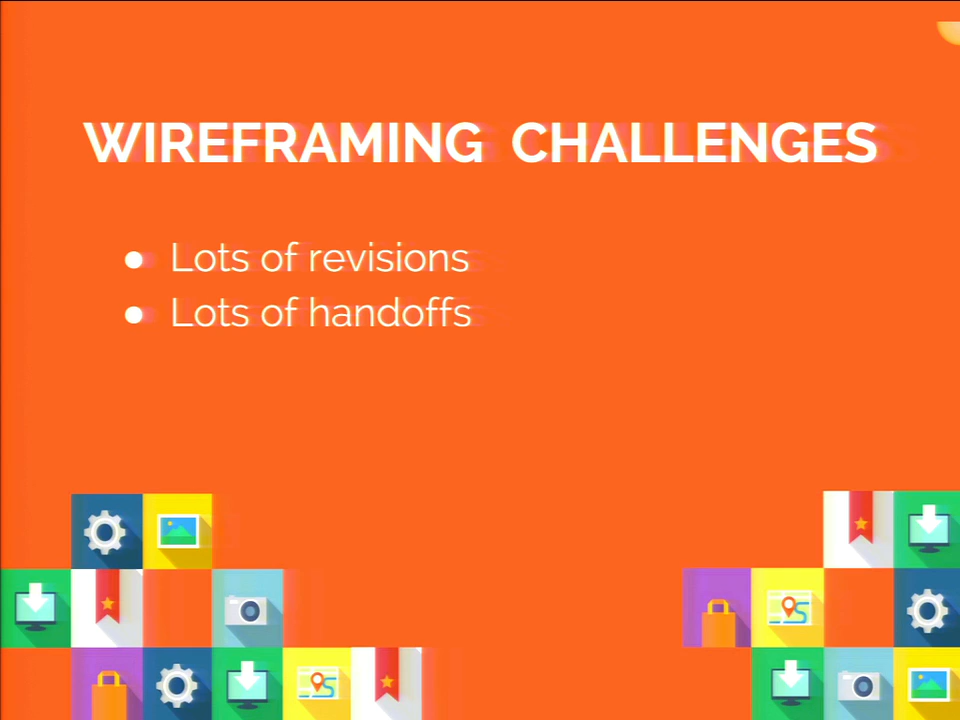 WIREFRAMING CHALLENGES
● Lots of revisions
● Lots of handoffs